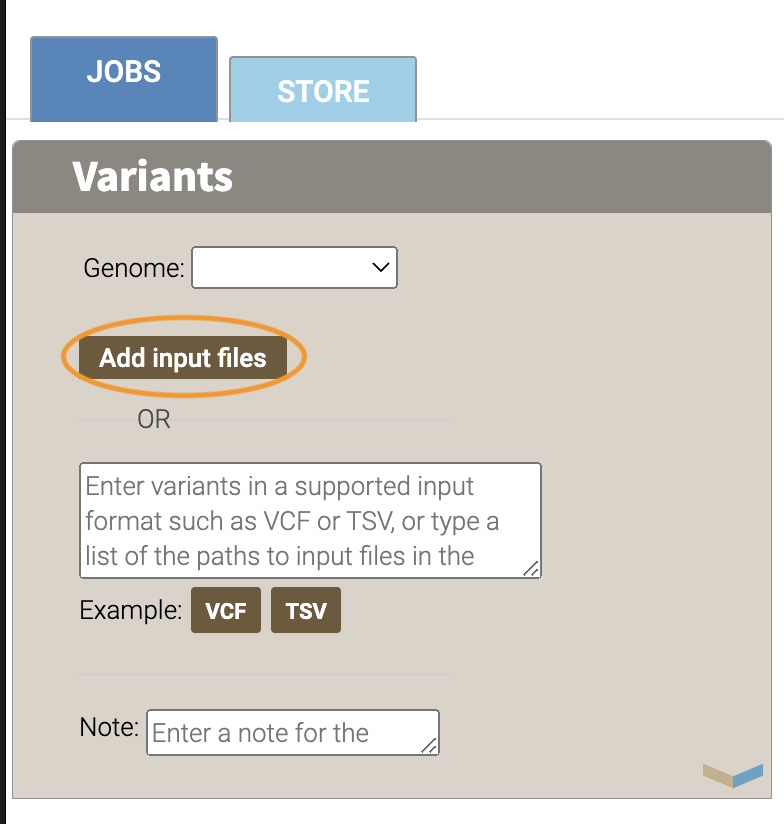 JOBS
STORE
Variants
Genome:
Add input files
OR
Enter variants in a supported input
format such as VCF or TSV, or type a
list of the paths to input files in the
Example: VCF TSV
Note: Enter a note for the